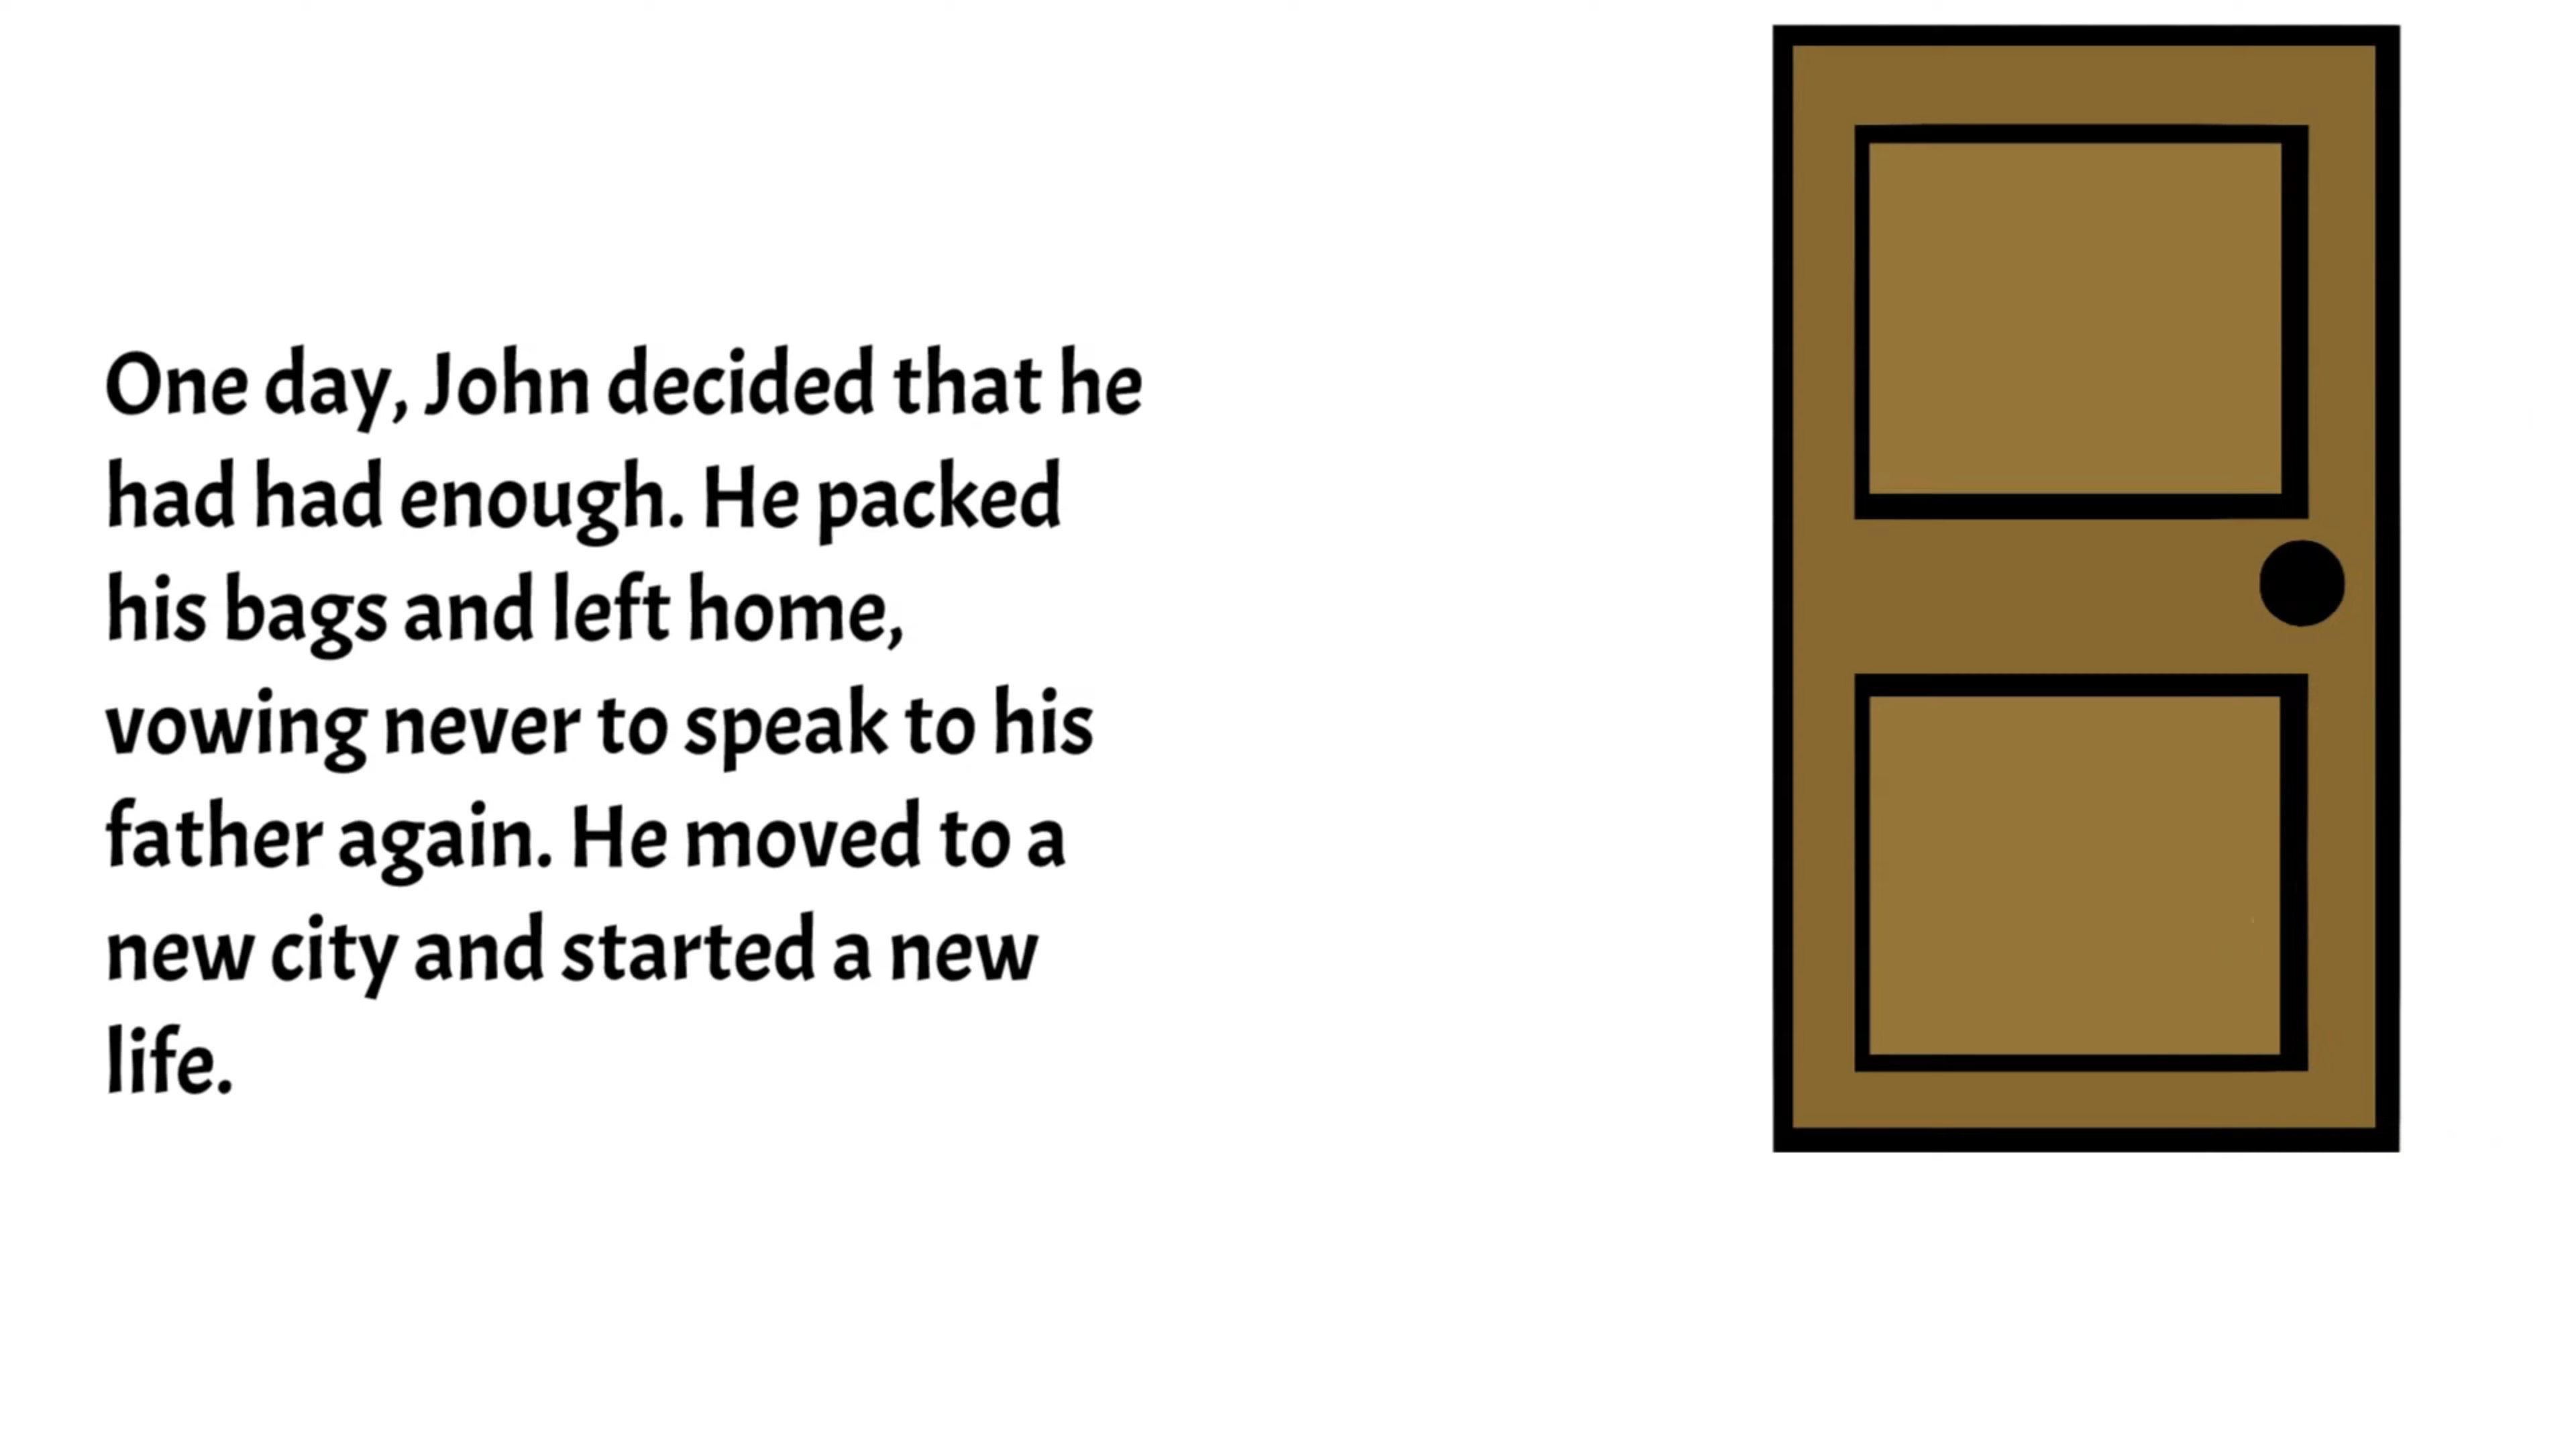 One day, John decided that he
had had enough. He packed
his bags and left home,
vowing never to speak to his
father again. He moved to a
new city and started a new
life.